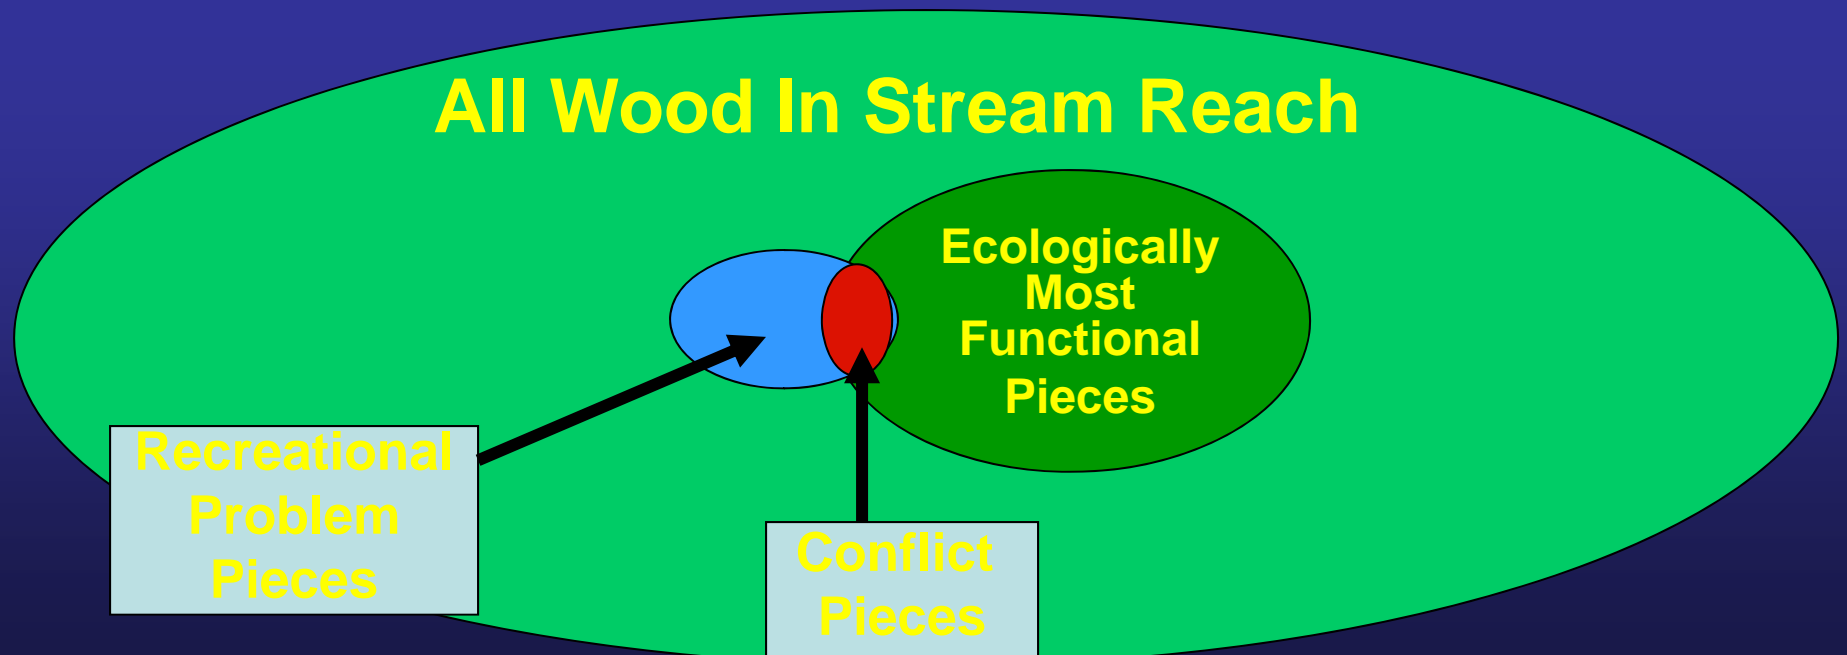 All Wood In Stream Reach
Ecologically
Most
Functional
Pieces
Recreational
Problem
Pieces
Conflict
Pieces